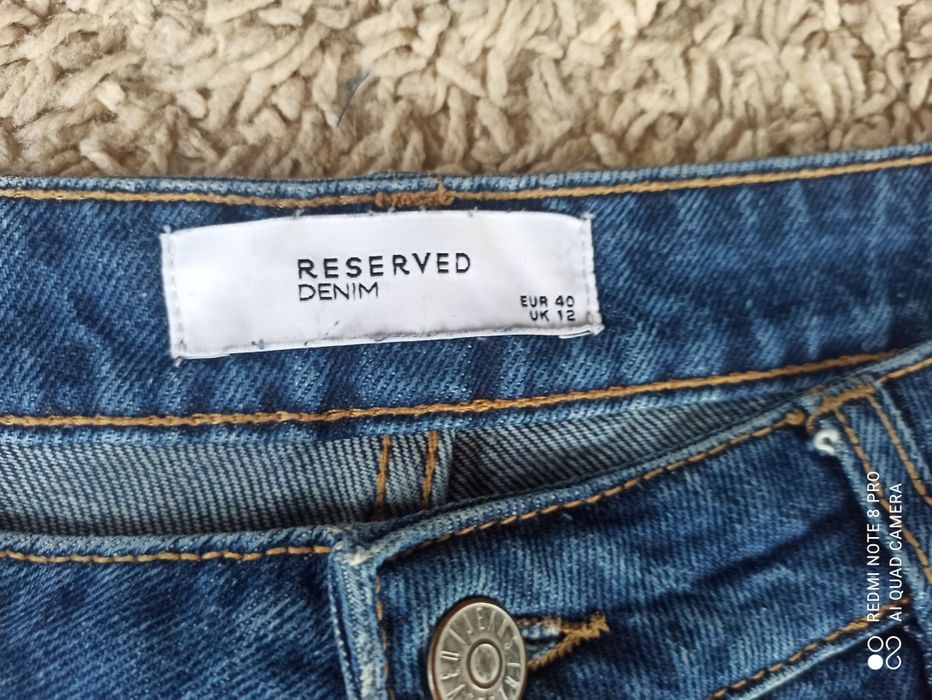 RESERVED
DENIM
EUR 40
UK 12
REDMI NOTE 8 PRO
AI QUAD CAMERA